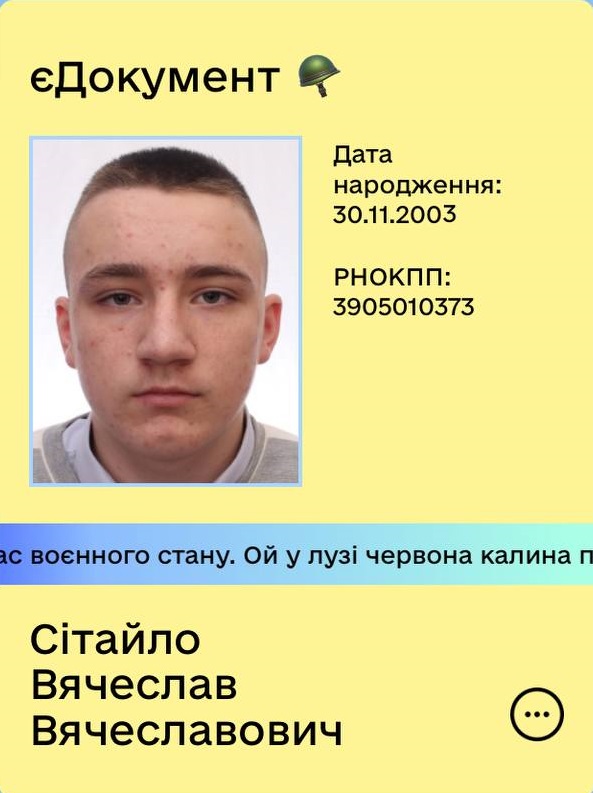 єДокумент
Дата
народження:
30.11.2003
РНОКПП:
3905010373
ас воєнного стану. Ой у лузі червона калина п
Сітайло
Вячеслав
Вячеславович